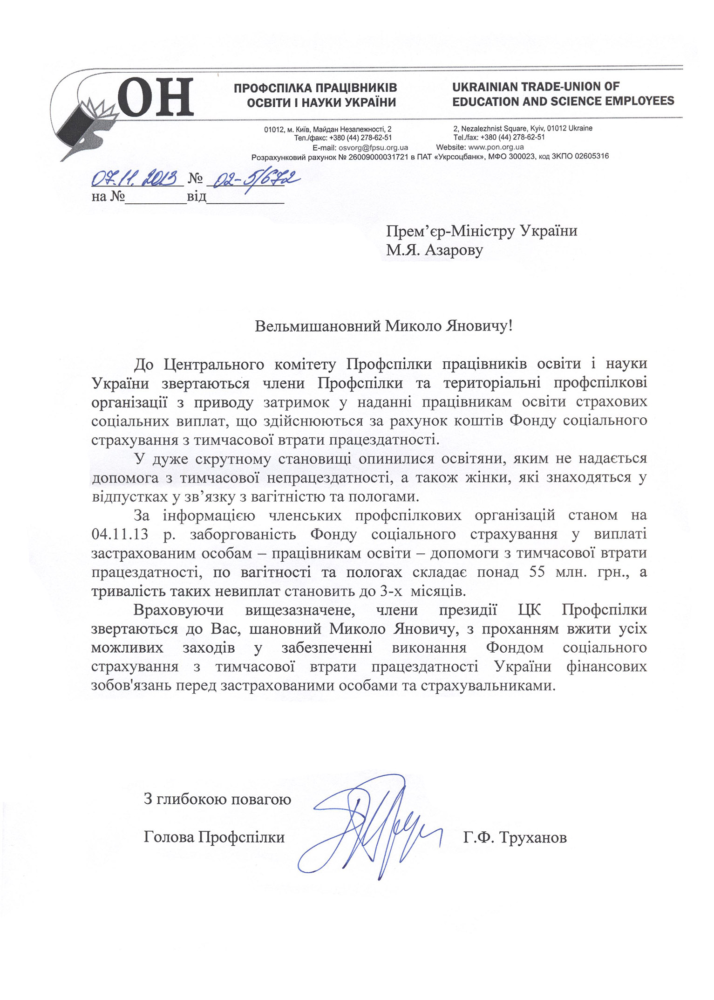 ОН
ПРОФСПІЛКА ПРАЦІВНИКІВ
ОСВІТИ І НАУКИ УКРАЇНИ
UKRAINIAN TRADE-UNION OF
EDUCATION AND SCIENCE EMPLOYEES
01012, м. Київ, Майдан Незалежності, 2
Тел./факс: +380 (44) 278-62-51
2, Nezalezhnist Square, Kyiv, 01012 Ukraine
Tel./fax: +380 (44) 278-62-51
E-mail: osvorg@fpsu.org.ua Website: www.pon.org.ua
Розрахунковий рахунок № 26009000031721 в ПАТ «Укрсоцбанк», МФО 300023, код ЗКПО 02605316
07.11.2013 № 02-5/672
на №__________від__________
Прем’єр-Міністру України
М.Я. Азарову
Вельмишановний Миколо Яновичу!
До Центрального комітету Профспілки працівників освіти і науки
України звертаються члени Профспілки та територіальні профспілкові
організації з приводу затримок у наданні працівникам освіти страхових
соціальних виплат, що здійснюються за рахунок коштів Фонду соціального
страхування з тимчасової втрати працездатності.
У дуже скрутному становищі опинилися освітяни, яким не надається
допомога з тимчасової непрацездатності, а також жінки, які знаходяться у
відпустках у зв’язку з вагітністю та пологами.
За інформацією членських профспілкових організацій станом на
04.11.13 р. заборгованість Фонду соціального страхування у виплаті
застрахованим особам – працівникам освіти – допомоги з тимчасової втрати
працездатності, по вагітності та пологах складає понад 55 млн. грн., а
тривалість таких невиплат становить до 3-х місяців.
Враховуючи вищезазначене, члени президії ЦК Профспілки
звертаються до Вас, шановний Миколо Яновичу, з проханням вжити усіх
можливих заходів у забезпеченні виконання Фондом соціального
страхування з тимчасової втрати працездатності України фінансових
зобов'язань перед застрахованими особами та страхувальниками.
З глибокою повагою
Голова Профспілки Г.Ф. Труханов